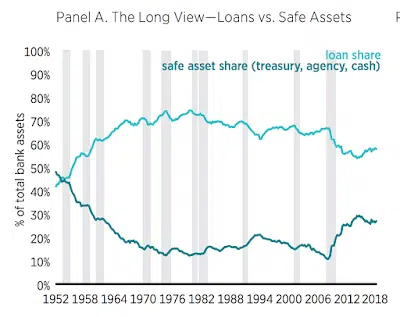 Panel A. The Long View—Loans vs. Safe Assets
loan share
safe asset share (treasury, agency, cash)
% of total bank assets
100%
90%
80%
70%
60%
50%
40%
30%
20%
10%
0%
1952 1958 1964 1970 1976 1982 1988 1994 2000 2006 2012 2018